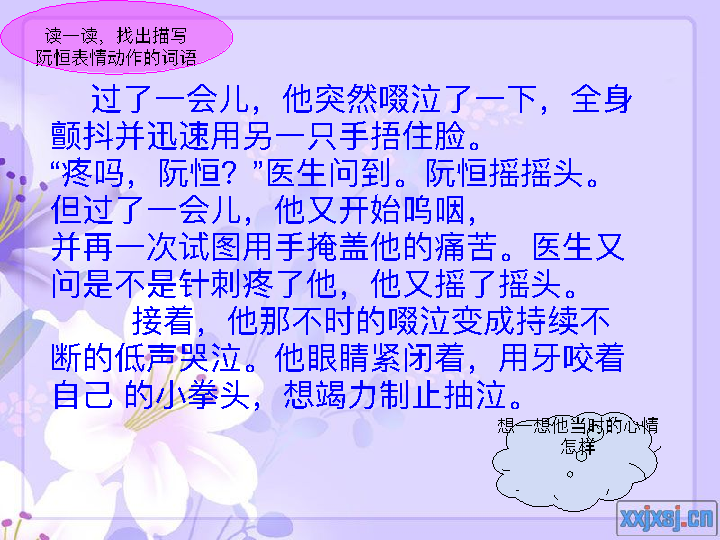 读一读，找出描写
阮恒表情动作的词语
过了一会儿，他突然啜泣了一下，全身
颤抖并迅速用另一只手捂住脸。
“疼吗，阮恒？”医生问到。阮恒摇摇头。
但过了一会儿，他又开始呜咽，
并再一次试图用手掩盖他的痛苦。医生又
问是不是针刺疼了他，他又摇了摇头。
接着，他那不时的啜泣变成持续不
断的低声哭泣。他眼睛紧闭着，用牙咬着
自己 的小拳头，想竭力制止抽泣。
想一想他当时的心情
怎样
xxjxsj.cn